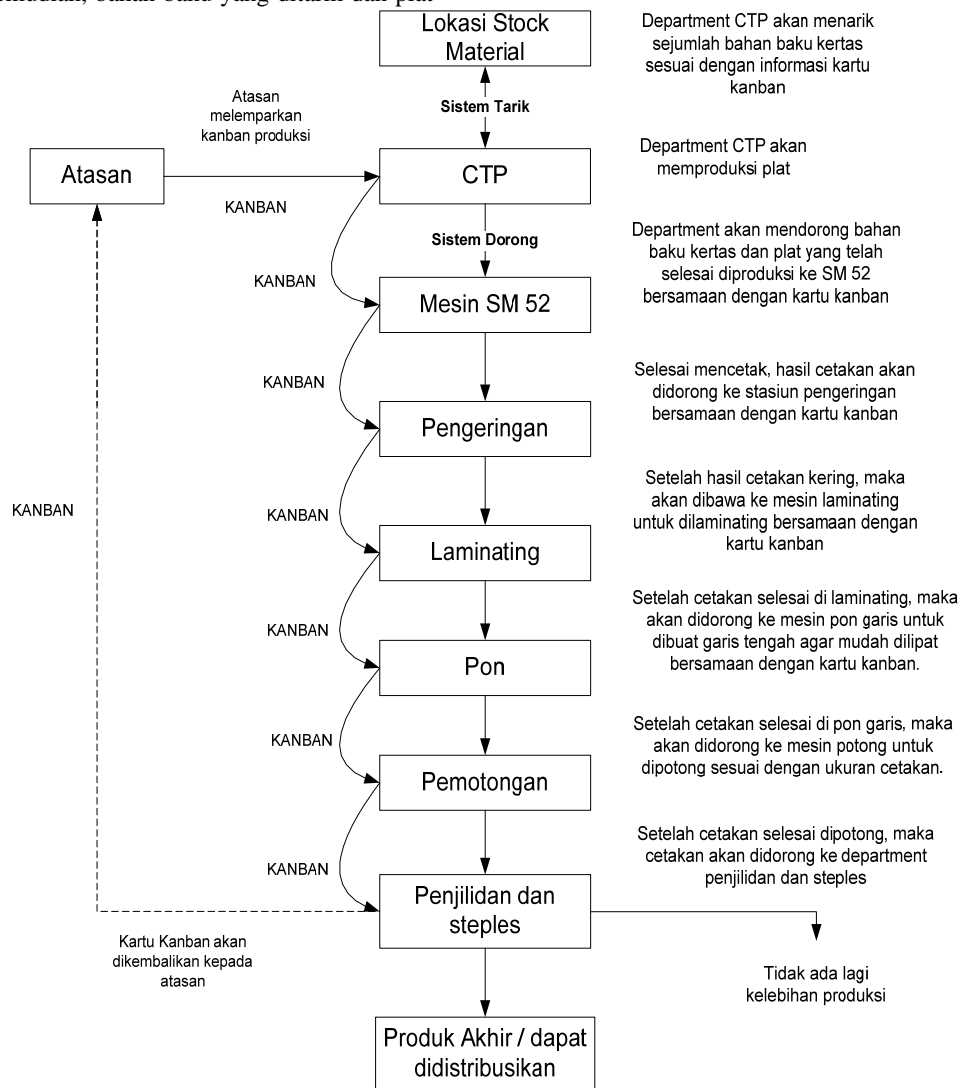 bahan baku yang ditarik dan plat
Lokasi Stock
Material
Department CTP akan menarik
sejumlah bahan baku kertas
sesuai dengan informasi kartu
kanban
Sistem Tarik
Atasan
melemparkan
kanban produksi
Atasan
CTP
Department CTP akan
memproduksi plat
KANBAN
Sistem Dorong
Department akan mendorong bahan
baku kertas dan plat yang telah
selesai diproduksi ke SM 52
bersamaan dengan kartu kanban
KANBAN
Mesin SM 52
KANBAN
Selesai mencetak, hasil cetakan akan
didorong ke stasiun pengeringan
bersamaan dengan kartu kanban
Pengeringan
KANBAN
KANBAN
Setelah hasil cetakan kering, maka
akan dibawa ke mesin laminating
untuk dilaminating bersamaan dengan
kartu kanban
Laminating
KANBAN
Setelah cetakan selesai di laminating, maka
akan didorong ke mesin pon garis untuk
dibuat garis tengah agar mudah dilipat
bersamaan dengan kartu kanban.
Pon
KANBAN
Setelah cetakan selesai di pon garis, maka
akan didorong ke mesin potong untuk
dipotong sesuai dengan ukuran cetakan.
Pemotongan
KANBAN
Setelah cetakan selesai dipotong, maka
cetakan akan didorong ke department
penjilidan dan steples
Penjilidan dan
steples
Kartu Kanban akan
dikembalikan kepada
atasan
Tidak ada lagi
kelebihan produksi
Produk Akhir / dapat
didistribusikan